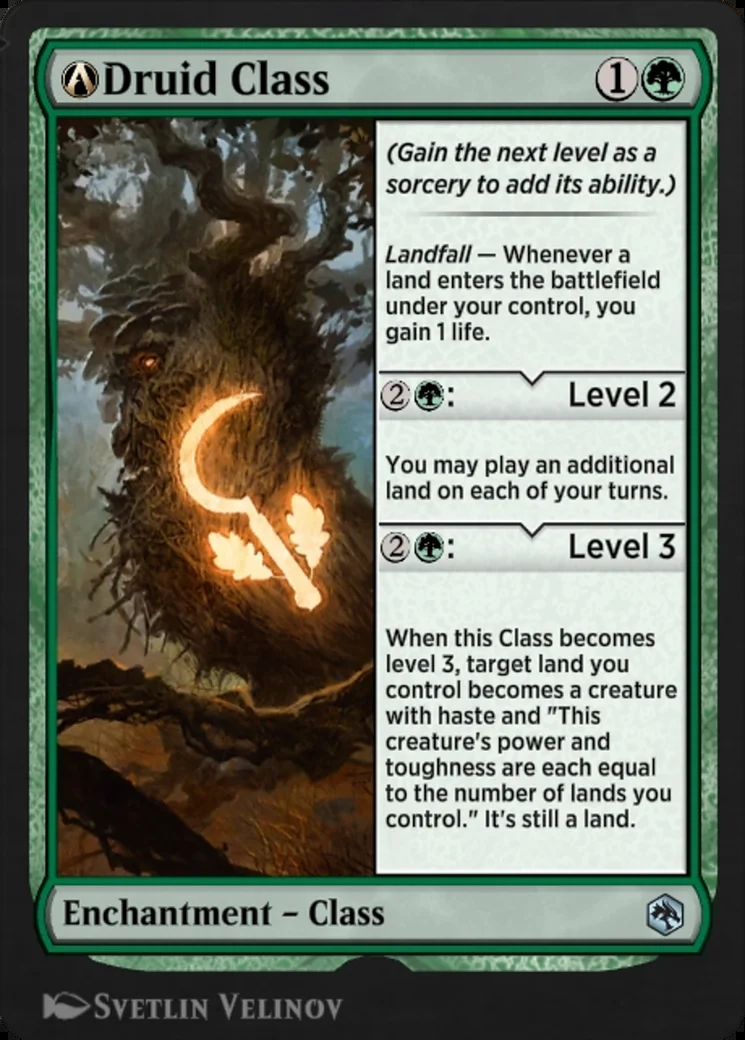 Druid Class 1
(Gain the next level as a
sorcery to add its ability.)
Landfall — Whenever a
land enters the battlefield
under your control, you
gain 1 life.
2 : Level 2
You may play an additional
land on each of your turns.
2 : Level 3
When this Class becomes
level 3, target land you
control becomes a creature
with haste and "This
creature's power and
toughness are each equal
to the number of lands you
control." It's still a land.
Enchantment – Class
Svetlin Velinov